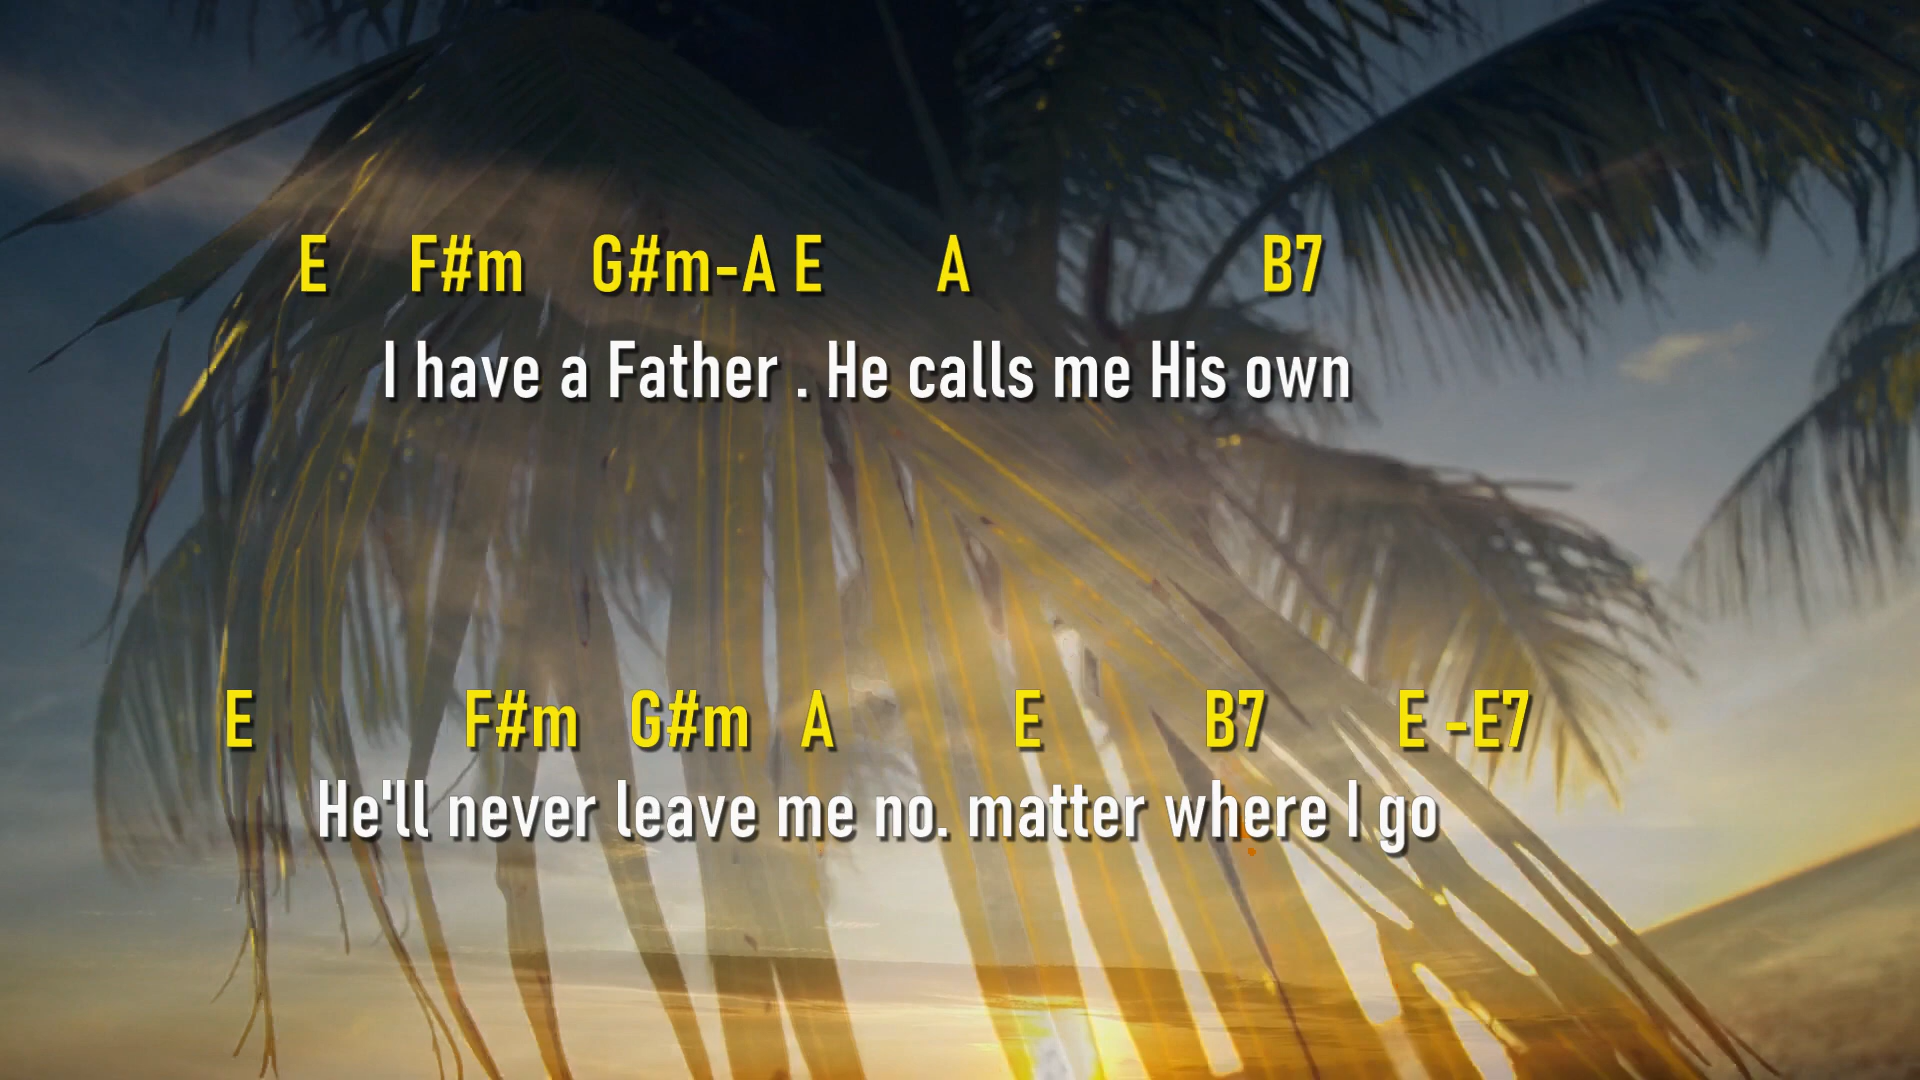 E F#m G#m-A E A B7
I have a Father . He calls me His own
E F#m G#m A E B7 E -E7
He'll never leave me no. matter where I go